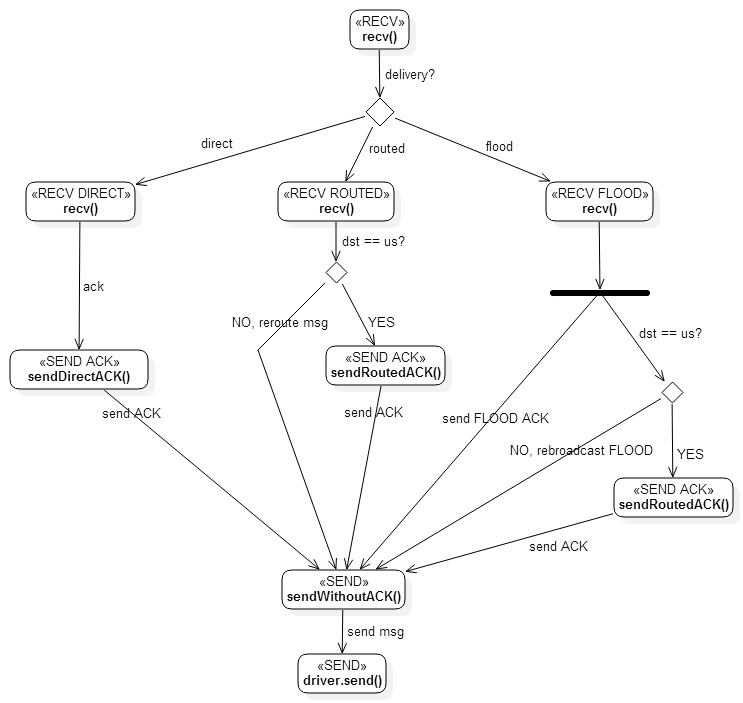 «RECV»
recv()
delivery?
direct
routed
flood
«RECV DIRECT»
recv()
«RECV ROUTED»
recv()
«RECV FLOOD»
recv()
dst == us?
ack
NO, reroute msg
YES
dst == us?
«SEND ACK»
sendDirectACK()
«SEND ACK»
sendRoutedACK()
send ACK
send ACK
send FLOOD ACK
NO, rebroadcast FLOOD
YES
«SEND ACK»
sendRoutedACK()
send ACK
«SEND»
sendWithoutACK()
send msg
«SEND»
driver.send()